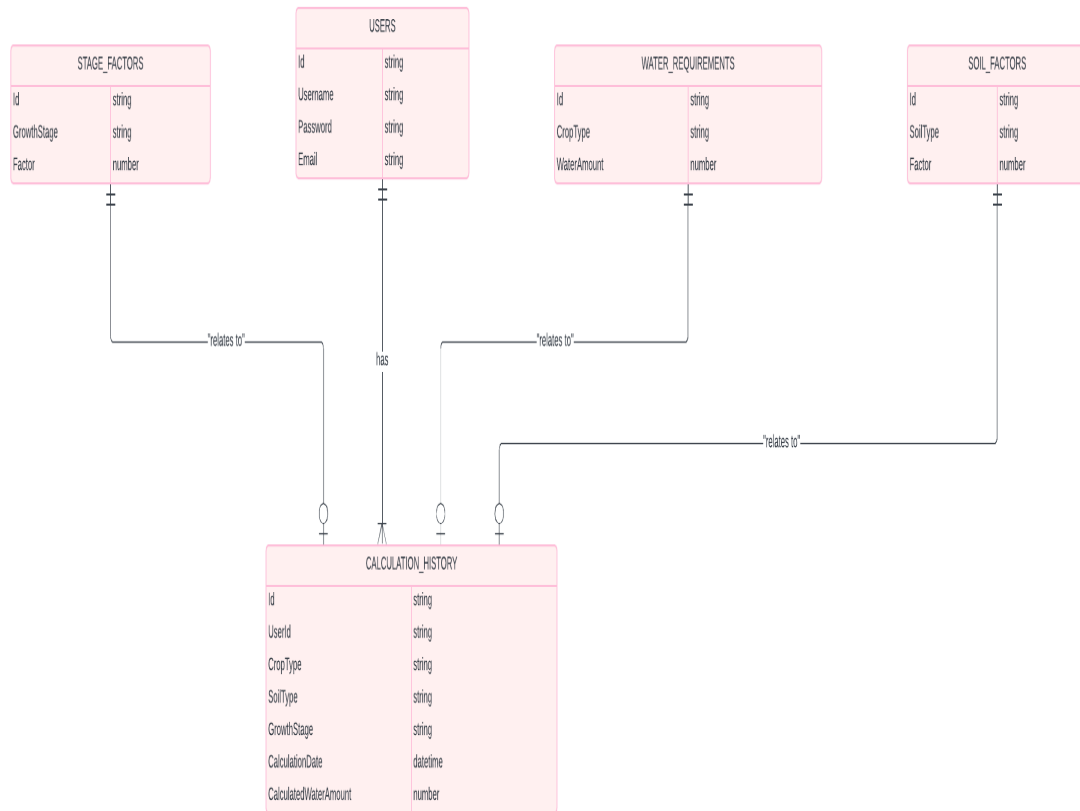 USERS
Id string
Username string
Password string
Email string
STAGE_FACTORS
Id string
GrowthStage string
Factor number
WATER_REQUIREMENTS
Id string
CropType string
WaterAmount number
SOIL_FACTORS
Id string
SoilType string
Factor number
"relates to"
has
"relates to"
"relates to"
CALCULATION_HISTORY
Id string
UserId string
CropType string
SoilType string
GrowthStage string
CalculationDate datetime
CalculatedWaterAmount number